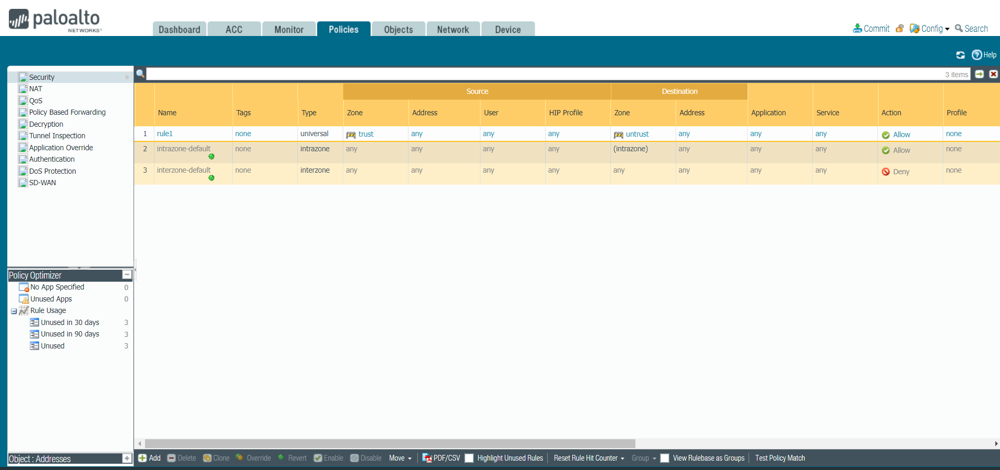 paloalto
NETWORKS
Dashboard ACC Monitor Policies Objects Network Device
Commit Config Search
Help
3 items
Security
NAT
QoS
Policy Based Forwarding
Decryption
Tunnel Inspection
Application Override
Authentication
DoS Protection
SD-WAN
Source Destination
Name Tags Type Zone Address User HIP Profile Zone Address Application Service Action Profile
1 rule1 none universal trust any any any untrust any any any Allow none
2 intrazone-default none intrazone any any any any (intrazone) any any any Allow none
3 interzone-default none interzone any any any any any any any any Deny none
Policy Optimizer
No App Specified 0
Unused Apps 0
Rule Usage
Unused in 30 days 3
Unused in 90 days 3
Unused 3
Object : Addresses
Add Delete Clone Override Revert Enable Disable Move PDF/CSV Highlight Unused Rules Reset Rule Hit Counter Group View Rulebase as Groups Test Policy Match